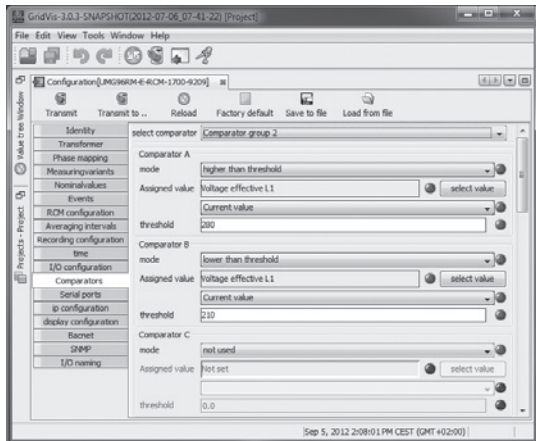 GridVis-3.0.3-SNAPSHOT(2012-07-06_07-41-22) [Project]
File Edit View Tools Window Help
Configuration[UMG96RM-E-RCM-1700-9209]
Transmit Transmit to .. Reload Factory default Save to file Load from file
Value tree Window
Projects - Project
Identity
Transformer
Phase mapping
Measuringvariants
Nominalvalues
Events
RCM configuration
Averaging intervals
Recording configuration
time
I/O configuration
Comparators
Serial ports
ip configuration
display configuration
Bacnet
SNMP
I/O naming
select comparator Comparator group 2
Comparator A
mode higher than threshold
Assigned value Voltage effective L1 select value
Current value
threshold 280
Comparator B
mode lower than threshold
Assigned value Voltage effective L1 select value
Current value
threshold 210
Comparator C
mode not used
Assigned value Not set select value
threshold 0.0
Sep 5, 2012 2:08:01 PM CEST (GMT +02:00)